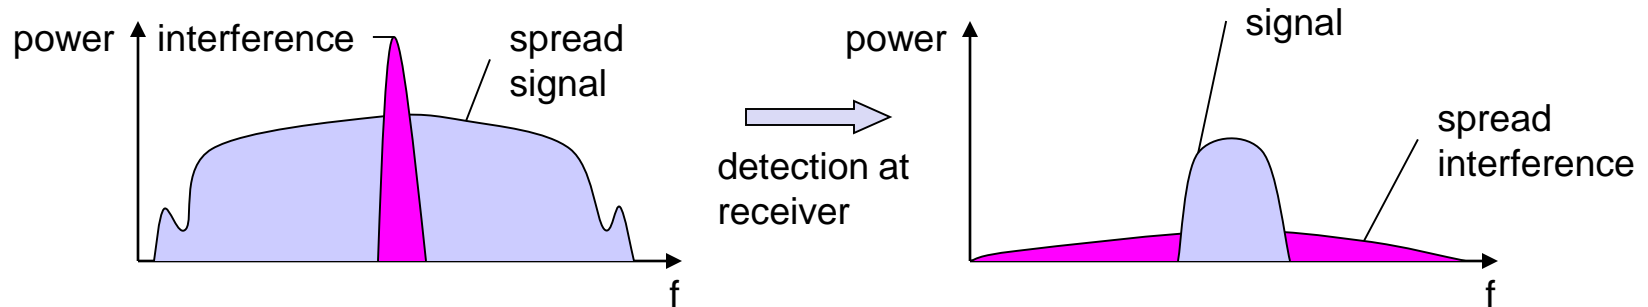 power
interference
spread
signal
f
detection at
receiver
power
signal
spread
interference
f